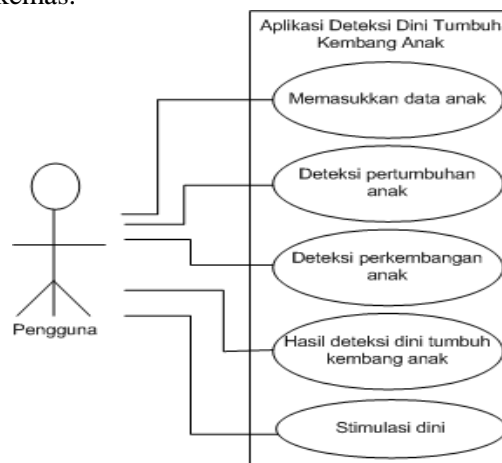 Aplikasi Deteksi Dini Tumbuh
Kembang Anak
Memasukkan data anak
Deteksi pertumbuhan
anak
Deteksi perkembangan
anak
Pengguna
Hasil deteksi dini tumbuh
kembang anak
Stimulasi dini